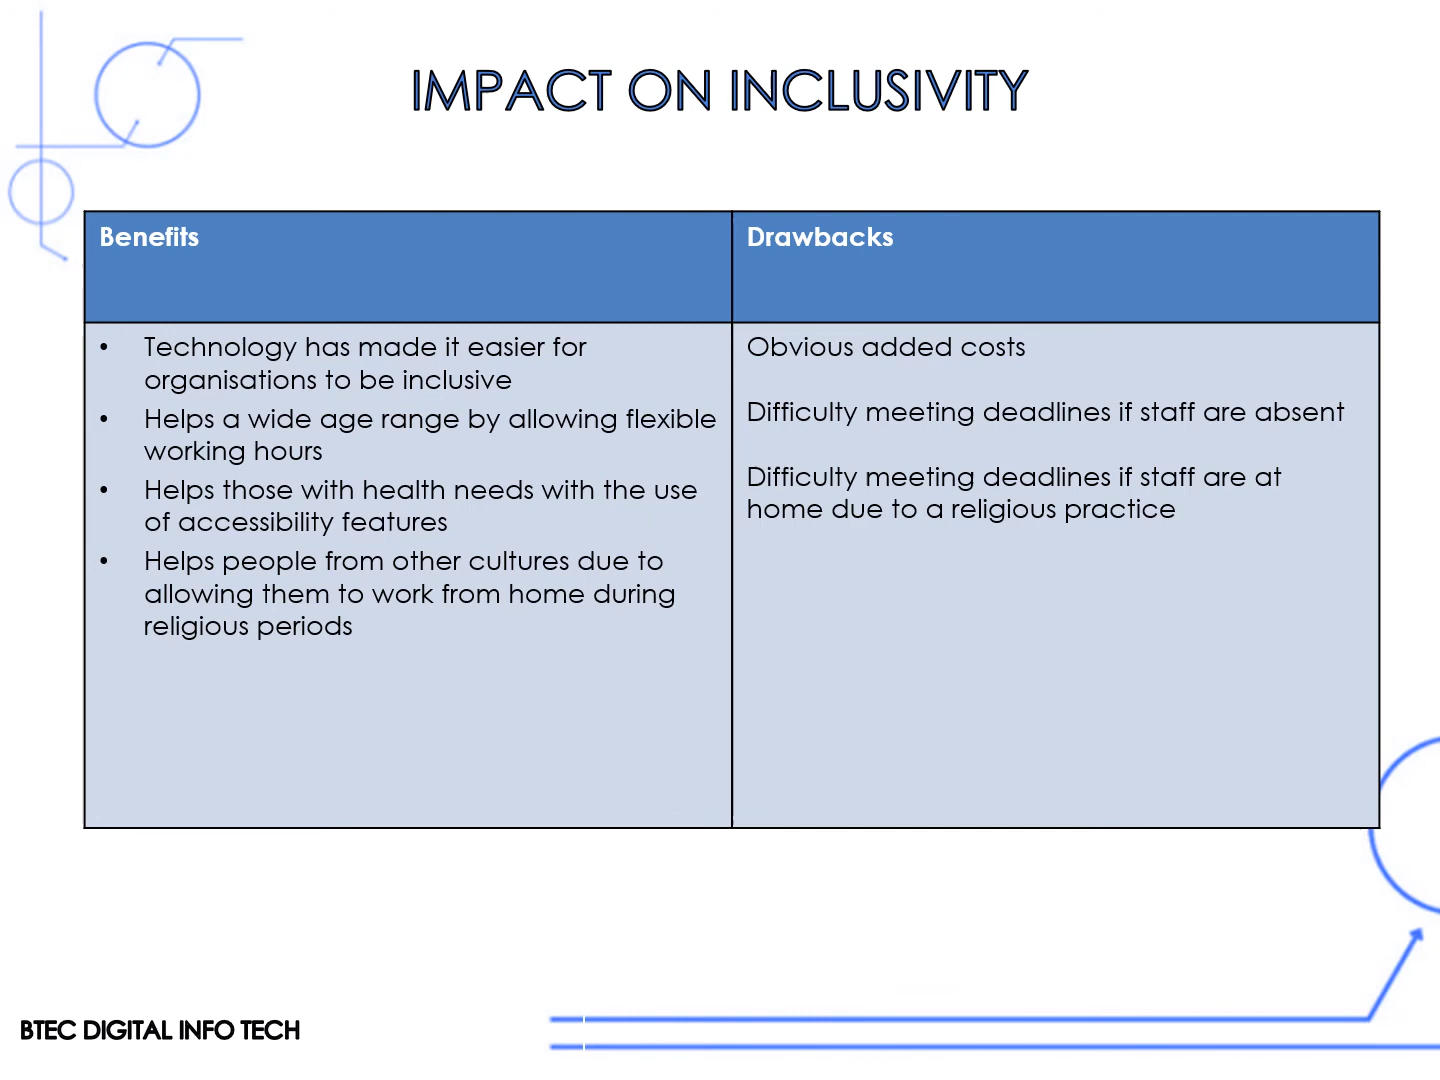 IMPACT ON INCLUSIVITY
Benefits
Drawbacks
• Technology has made it easier for
organisations to be inclusive
• Helps a wide age range by allowing flexible
working hours
• Helps those with health needs with the use
of accessibility features
• Helps people from other cultures due to
allowing them to work from home during
religious periods
Obvious added costs
Difficulty meeting deadlines if staff are absent
Difficulty meeting deadlines if staff are at
home due to a religious practice
BTEC DIGITAL INFO TECH